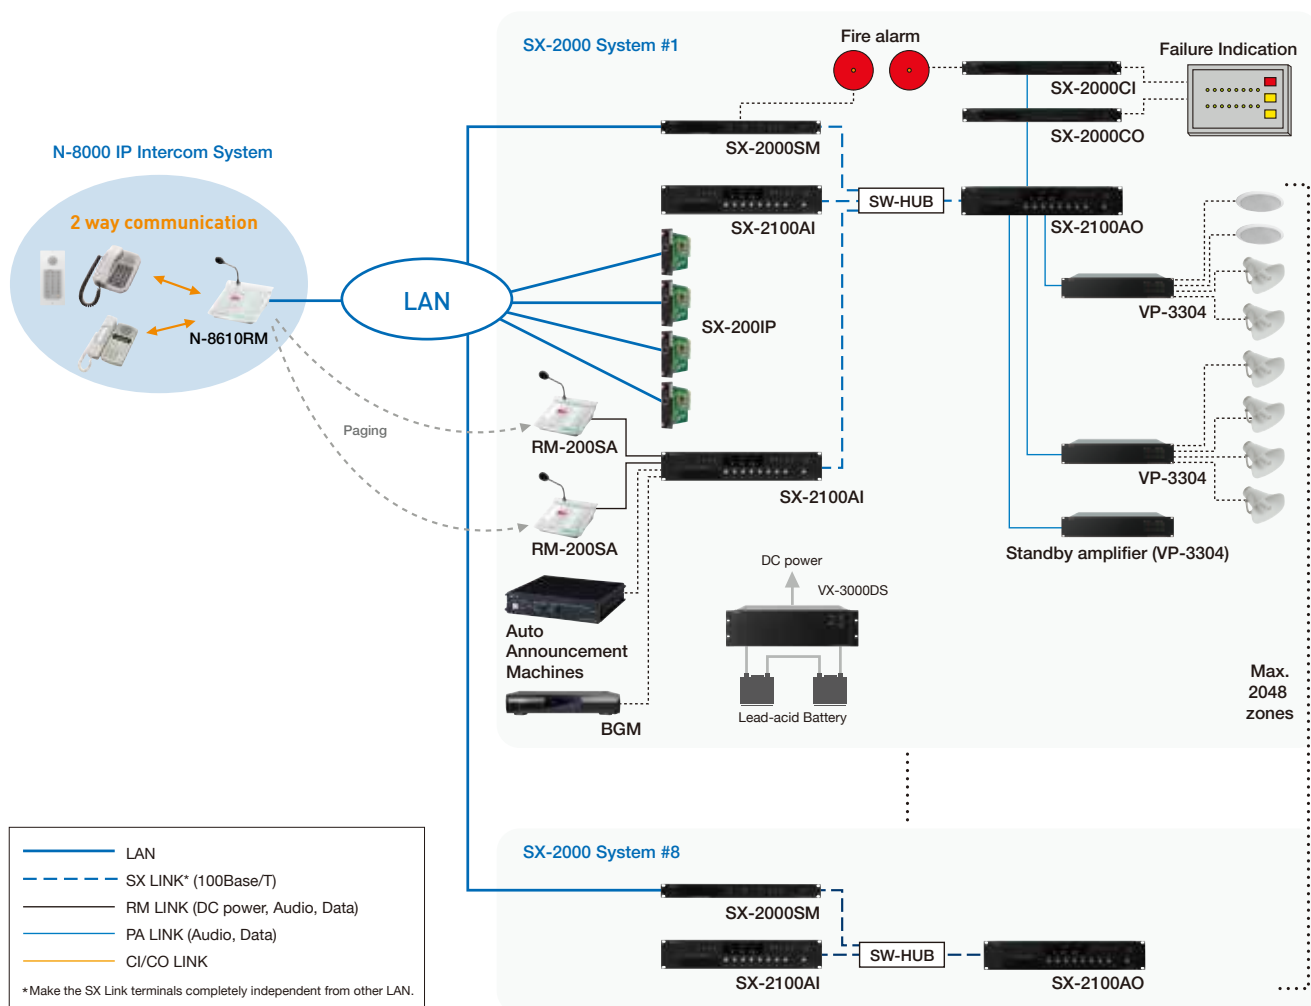 SX-2000 System #1
Fire alarm
Failure Indication
SX-2000CI
SX-2000CO
SX-2000SM
N-8000 IP Intercom System
2 way communication
SW-HUB
SX-2100AI
SX-2100AO
LAN
N-8610RM
SX-200IP
VP-3304
Paging
RM-200SA
VP-3304
SX-2100AI
RM-200SA
Standby amplifier (VP-3304)
DC power
VX-3000DS
Auto
Announcement
Machines
Max.
2048
zones
Lead-acid Battery
BGM
SX-2000 System #8
LAN
SX LINK* (100Base/T)
RM LINK (DC power, Audio, Data)
PA LINK (Audio, Data)
CI/CO LINK
*Make the SX Link terminals completely independent from other LAN.
SX-2000SM
SW-HUB
SX-2100AI
SX-2100AO